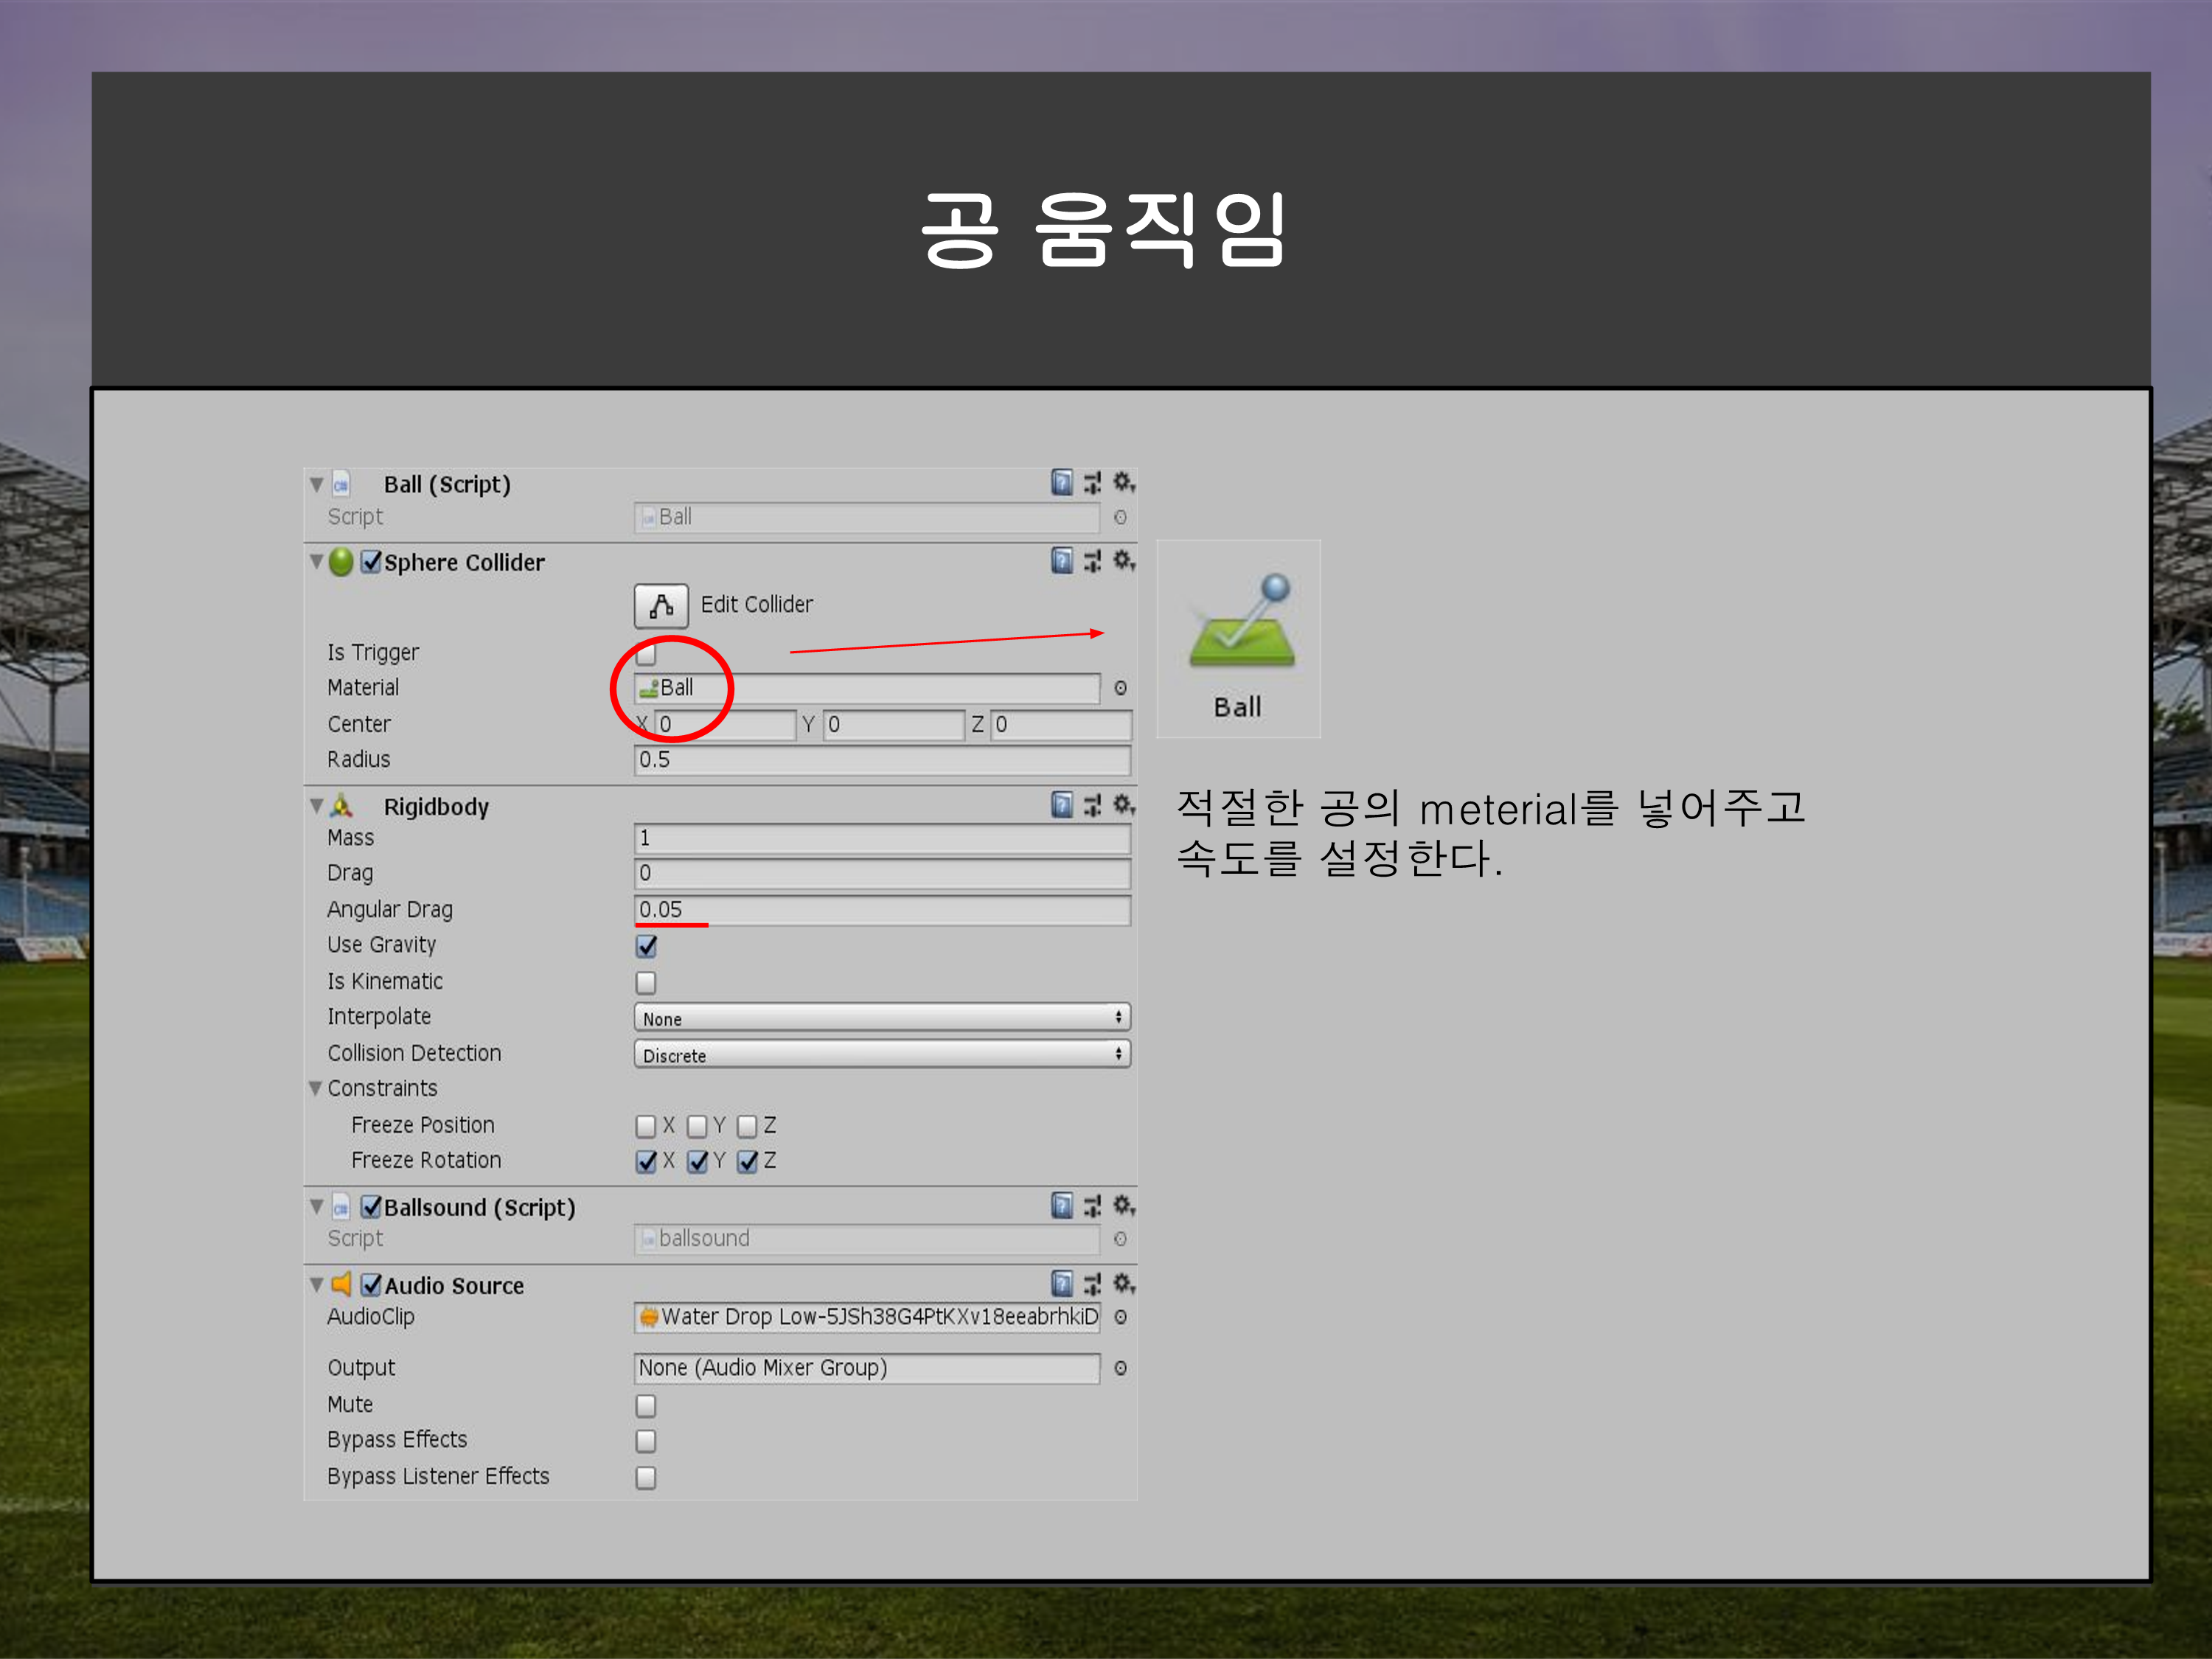 공 움직임
Ball (Script)
Script Ball
Sphere Collider
Edit Collider
Is Trigger
Material Ball
Center X 0 Y 0 Z 0
Radius 0.5
Rigidbody
Mass 1
Drag 0
Angular Drag 0.05
Use Gravity
Is Kinematic
Interpolate None
Collision Detection Discrete
Constraints
Freeze Position X Y Z
Freeze Rotation X Y Z
Ballsound (Script)
Script ballsound
Audio Source
AudioClip Water Drop Low-5JSh38G4PtKXv18eeabrhkiD
Output None (Audio Mixer Group)
Mute
Bypass Effects
Bypass Listener Effects
Ball
적절한 공의 meterial를 넣어주고
속도를 설정한다.